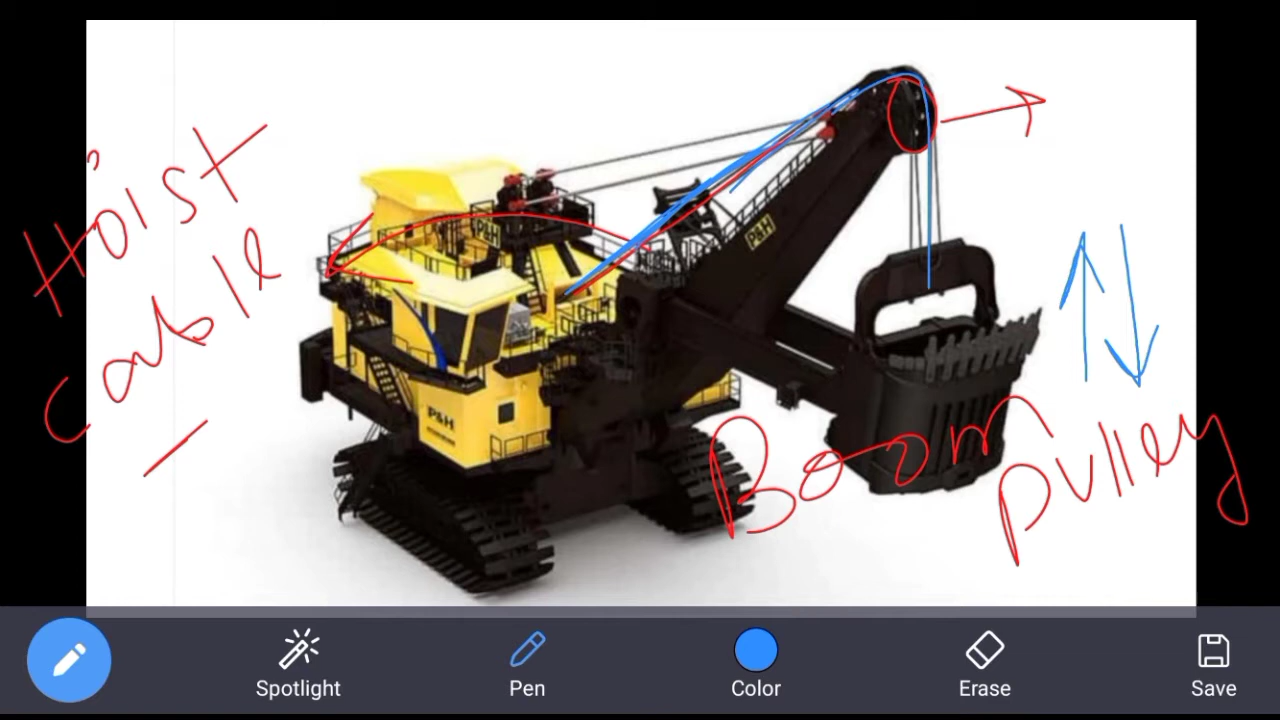 Hoist
cable
P&H
P&H
P&H
Boom
pulley
Spotlight
Pen
Color
Erase
Save